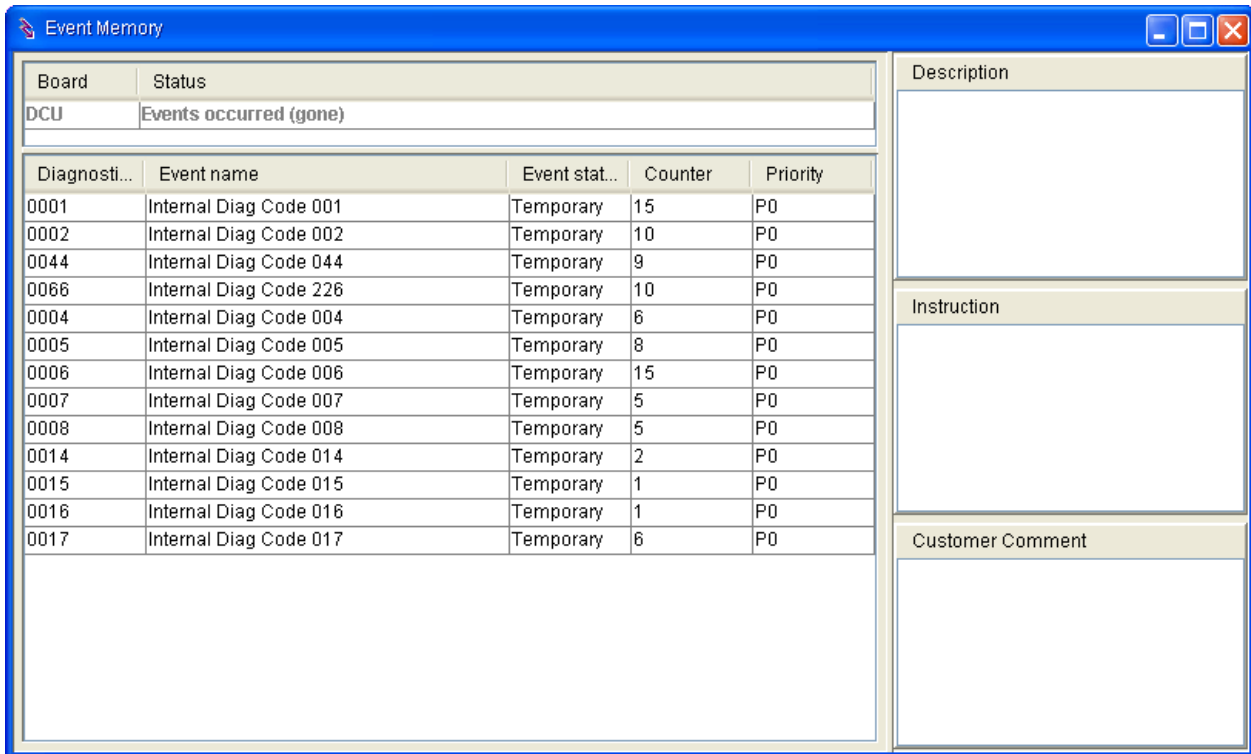 Event Memory
Board Status
DCU Events occurred (gone)
Diagnosti... Event name Event stat... Counter Priority
0001 Internal Diag Code 001 Temporary 15 P0
0002 Internal Diag Code 002 Temporary 10 P0
0044 Internal Diag Code 044 Temporary 9 P0
0066 Internal Diag Code 226 Temporary 10 P0
0004 Internal Diag Code 004 Temporary 6 P0
0005 Internal Diag Code 005 Temporary 8 P0
0006 Internal Diag Code 006 Temporary 15 P0
0007 Internal Diag Code 007 Temporary 5 P0
0008 Internal Diag Code 008 Temporary 5 P0
0014 Internal Diag Code 014 Temporary 2 P0
0015 Internal Diag Code 015 Temporary 1 P0
0016 Internal Diag Code 016 Temporary 1 P0
0017 Internal Diag Code 017 Temporary 6 P0
Description
Instruction
Customer Comment